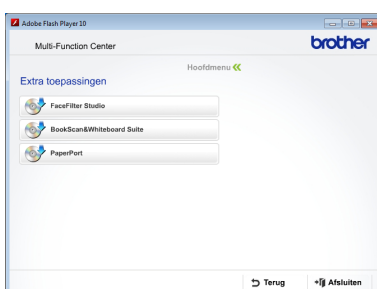 Adobe Flash Player 10
Multi-Function Center
brother
Hoofdmenu
Extra toepassingen
FaceFilter Studio
BookScan&Whiteboard Suite
PaperPort
Terug
Afsluiten